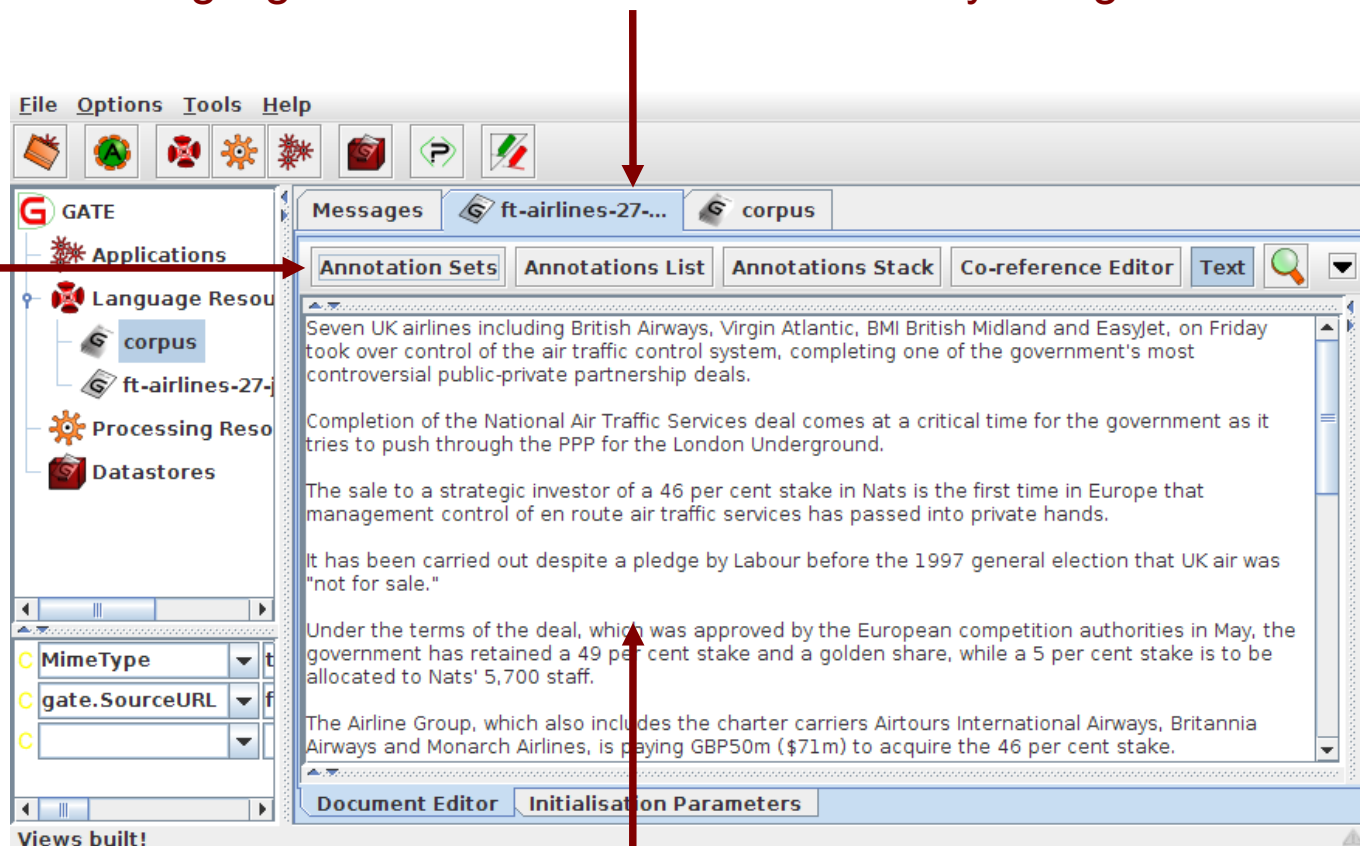 File Options Tools Help
GATE
Applications
Language Resou
corpus
ft-airlines-27-j
Processing Reso
Datastores
MimeType
t
gate.SourceURL
f
Messages
ft-airlines-27-...
corpus
Annotation Sets
Annotations List
Annotations Stack
Co-reference Editor
Text
Seven UK airlines including British Airways, Virgin Atlantic, BMI British Midland and EasyJet, on Friday
took over control of the air traffic control system, completing one of the government's most
controversial public-private partnership deals.
Completion of the National Air Traffic Services deal comes at a critical time for the government as it
tries to push through the PPP for the London Underground.
The sale to a strategic investor of a 46 per cent stake in Nats is the first time in Europe that
management control of en route air traffic services has passed into private hands.
It has been carried out despite a pledge by Labour before the 1997 general election that UK air was
"not for sale."
Under the terms of the deal, which was approved by the European competition authorities in May, the
government has retained a 49 per cent stake and a golden share, while a 5 per cent stake is to be
allocated to Nats' 5,700 staff.
The Airline Group, which also includes the charter carriers Airtours International Airways, Britannia
Airways and Monarch Airlines, is paying GBP50m ($71m) to acquire the 46 per cent stake.
Document Editor
Initialisation Parameters
Views built!